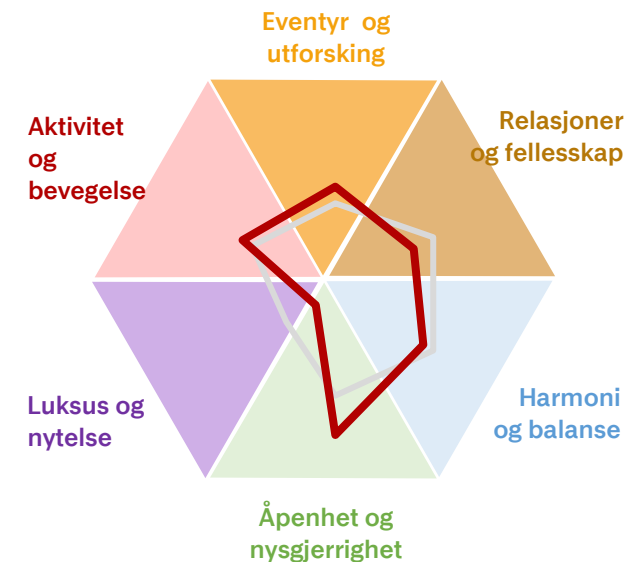 Eventyr og
utforsking
Aktivitet
og
bevegelse
Relasjoner
og fellesskap
Luksus og
nytelse
Harmoni
og balanse
Åpenhet og
nysgjerrighet